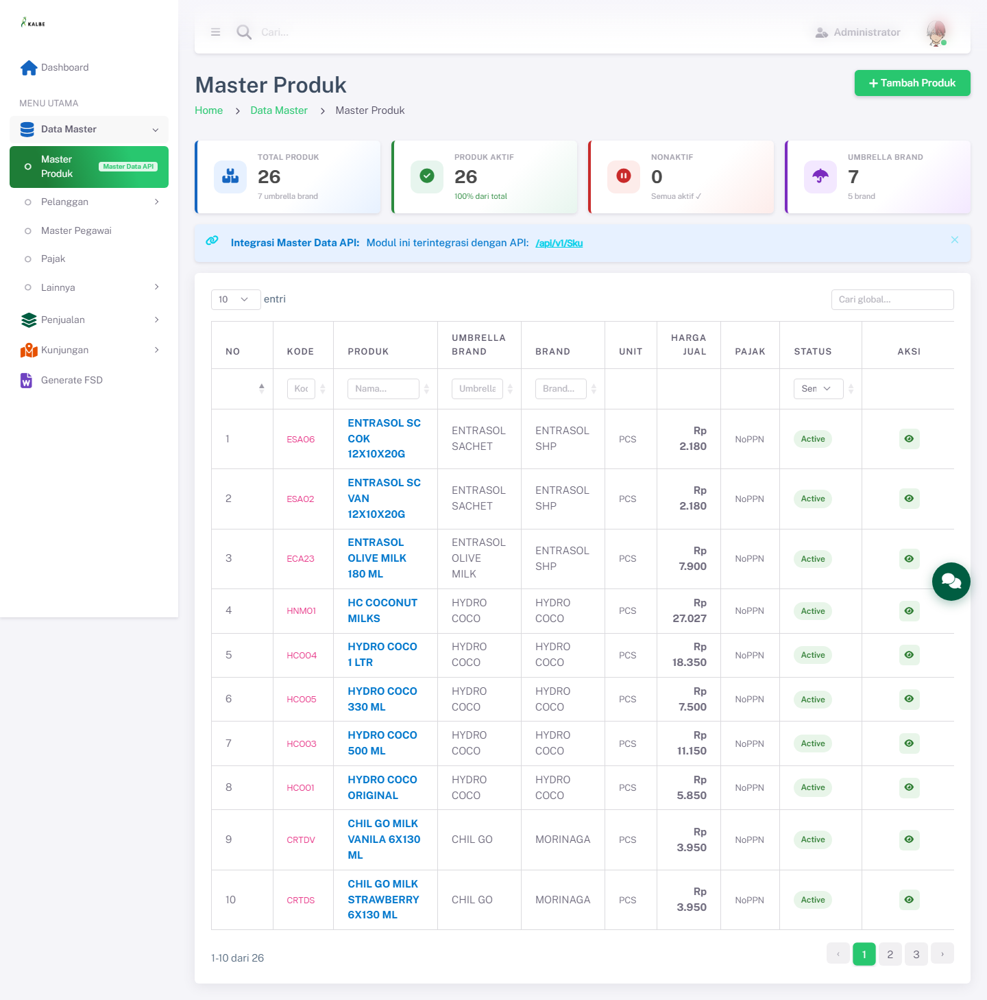 KALBE
Dashboard
MENU UTAMA
Data Master
Master
Produk
Master Data API
Pelanggan
Master Pegawai
Pajak
Lainnya
Penjualan
Kunjungan
Generate FSD
Cari...
Administrator
Master Produk
+ Tambah Produk
Home > Data Master > Master Produk
TOTAL PRODUK
26
7 umbrella brand
PRODUK AKTIF
26
100% dari total
NONAKTIF
0
Semua aktif ✓
UMBRELLA BRAND
7
5 brand
Integrasi Master Data API: Modul ini terintegrasi dengan API: /api/v1/Sku
10 entri
Cari global...
NO KODE PRODUK UMBRELLA BRAND BRAND UNIT HARGA JUAL PAJAK STATUS AKSI
Nama... Brand...
1 ESA06 ENTRASOL SC COK 12X10X20G ENTRASOL SACHET ENTRASOL SHP PCS Rp 2.180 NoPPN Active
2 ESA02 ENTRASOL SC VAN 12X10X20G ENTRASOL SACHET ENTRASOL SHP PCS Rp 2.180 NoPPN Active
3 ECA23 ENTRASOL OLIVE MILK 180 ML ENTRASOL OLIVE MILK ENTRASOL SHP PCS Rp 7.900 NoPPN Active
4 HNM01 HC COCONUT MILKS HYDRO COCO HYDRO COCO PCS Rp 27.027 NoPPN Active
5 HCO04 HYDRO COCO 1 LTR HYDRO COCO HYDRO COCO PCS Rp 18.350 NoPPN Active
6 HCO05 HYDRO COCO 330 ML HYDRO COCO HYDRO COCO PCS Rp 7.500 NoPPN Active
7 HCO03 HYDRO COCO 500 ML HYDRO COCO HYDRO COCO PCS Rp 11.150 NoPPN Active
8 HCO01 HYDRO COCO ORIGINAL HYDRO COCO HYDRO COCO PCS Rp 5.850 NoPPN Active
9 CRTDV CHIL GO MILK VANILA 6X130 ML CHIL GO MORINAGA PCS Rp 3.950 NoPPN Active
10 CRTDS CHIL GO MILK STRAWBERRY 6X130 ML CHIL GO MORINAGA PCS Rp 3.950 NoPPN Active
1-10 dari 26
‹ 1 2 3 ›